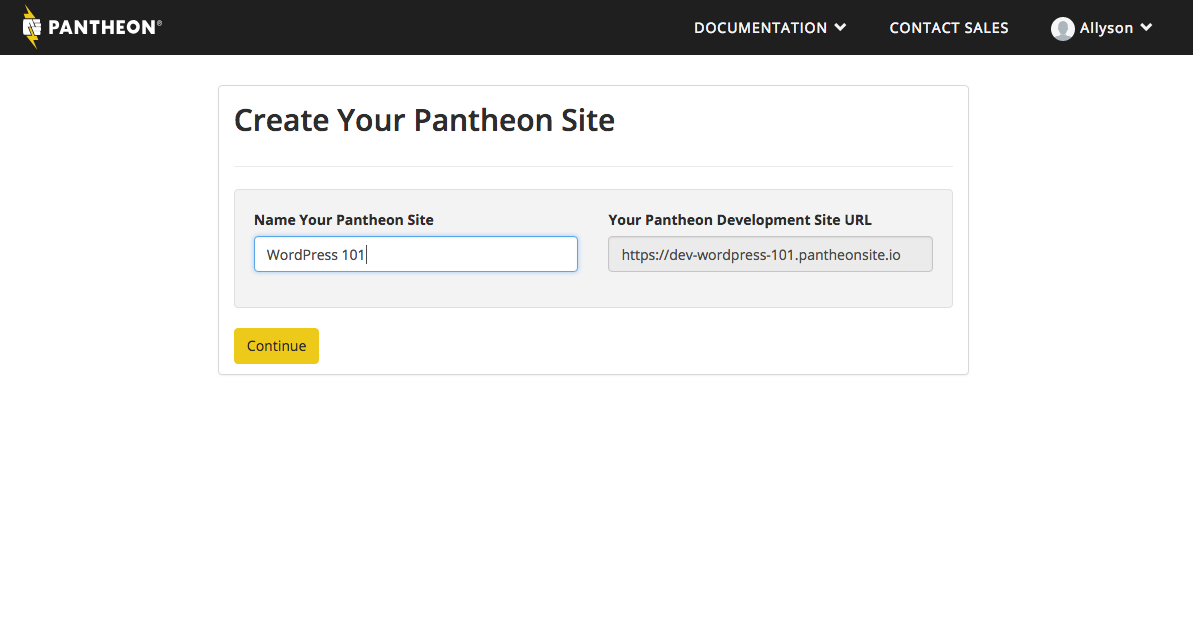 PANTHEON® DOCUMENTATION CONTACT SALES Allyson
Create Your Pantheon Site
Name Your Pantheon Site Your Pantheon Development Site URL
WordPress 101 https://dev-wordpress-101.pantheonsite.io
Continue